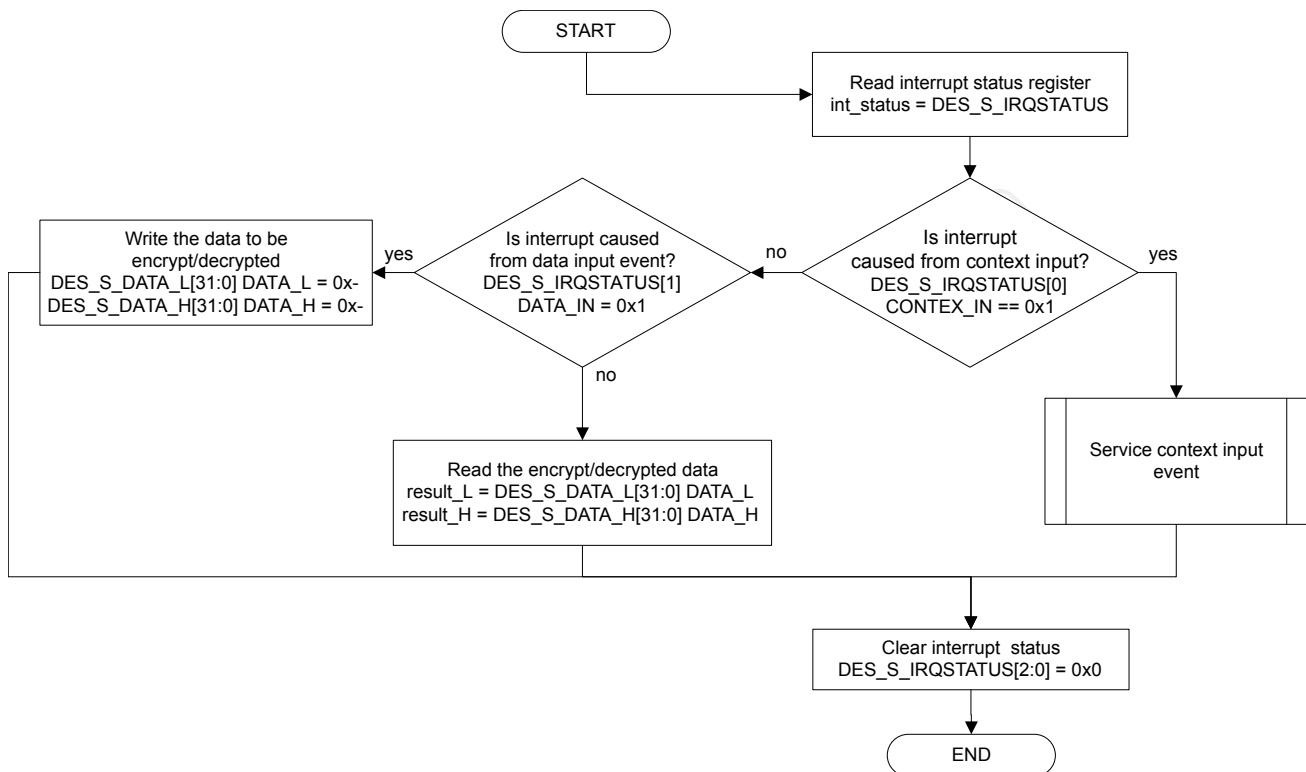 START
Read interrupt status register
int_status = DES_S_IRQSTATUS
Is interrupt
caused from context input?
DES_S_IRQSTATUS[0]
CONTEX_IN == 0x1
yes
no
Is interrupt caused
from data input event?
DES_S_IRQSTATUS[1]
DATA_IN = 0x1
yes
no
Write the data to be
encrypt/decrypted
DES_S_DATA_L[31:0] DATA_L = 0x-
DES_S_DATA_H[31:0] DATA_H = 0x-
Read the encrypt/decrypted data
result_L = DES_S_DATA_L[31:0] DATA_L
result_H = DES_S_DATA_H[31:0] DATA_H
Service context input
event
Clear interrupt  status
DES_S_IRQSTATUS[2:0] = 0x0
END